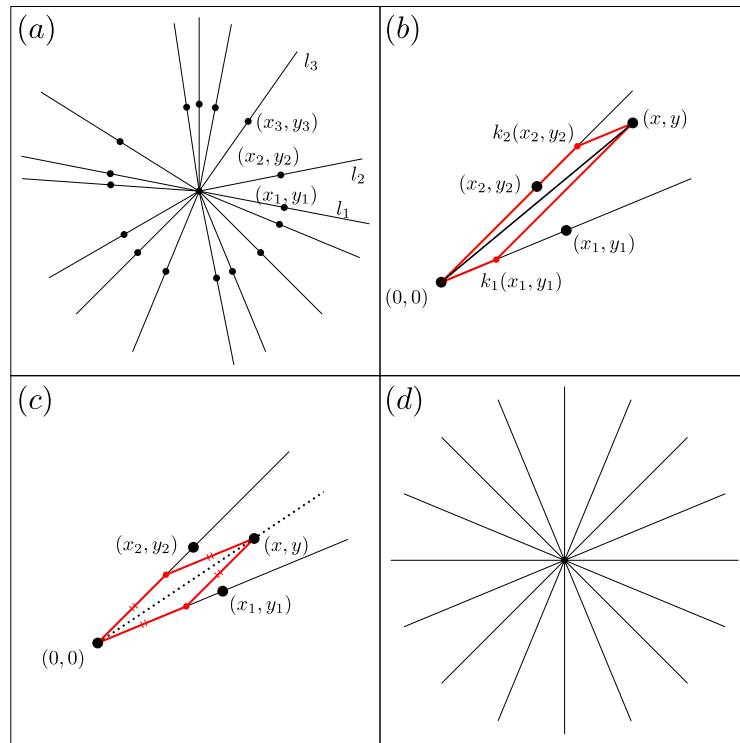 (a)
l₃
(x₃, y₃)
(x₂, y₂)
l₂
(x₁, y₁)
l₁
(b)
k₂(x₂, y₂)
(x, y)
(x₂, y₂)
(x₁, y₁)
k₁(x₁, y₁)
(0, 0)
(c)
(x₂, y₂)
(x, y)
(x₁, y₁)
(0, 0)
(d)